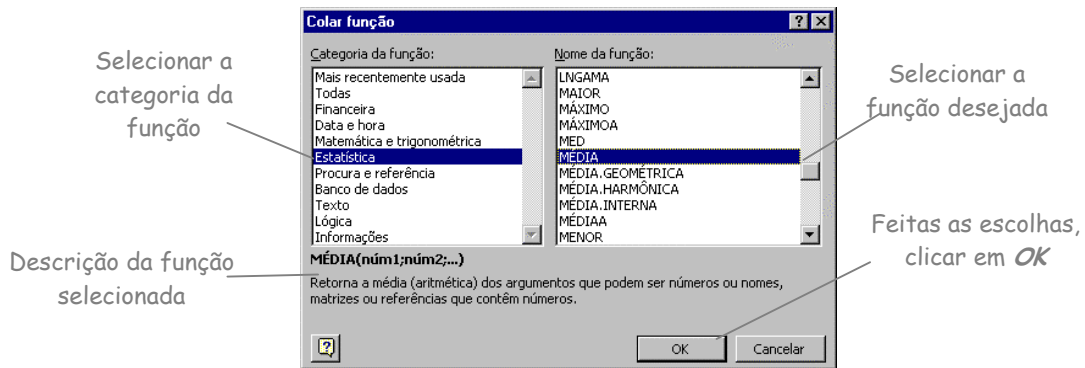 Colar função
Categoria da função:
Nome da função:
Mais recentemente usada
Todas
Financeira
Data e hora
Matemática e trigonométrica
Estatística
Procura e referência
Banco de dados
Texto
Lógica
Informações
LNGAMA
MAIOR
MÁXIMO
MÁXIMOA
MED
MÉDIA
MÉDIA.GEOMÉTRICA
MÉDIA.HARMÔNICA
MÉDIA.INTERNA
MÉDIAA
MENOR
MÉDIA(núm1;núm2;...)
Retorna a média (aritmética) dos argumentos que podem ser números ou nomes,
matrizes ou referências que contêm números.
OK
Cancelar
Selecionar a
categoria da
função
Selecionar a
função desejada
Descrição da função
selecionada
Feitas as escolhas,
clicar em OK